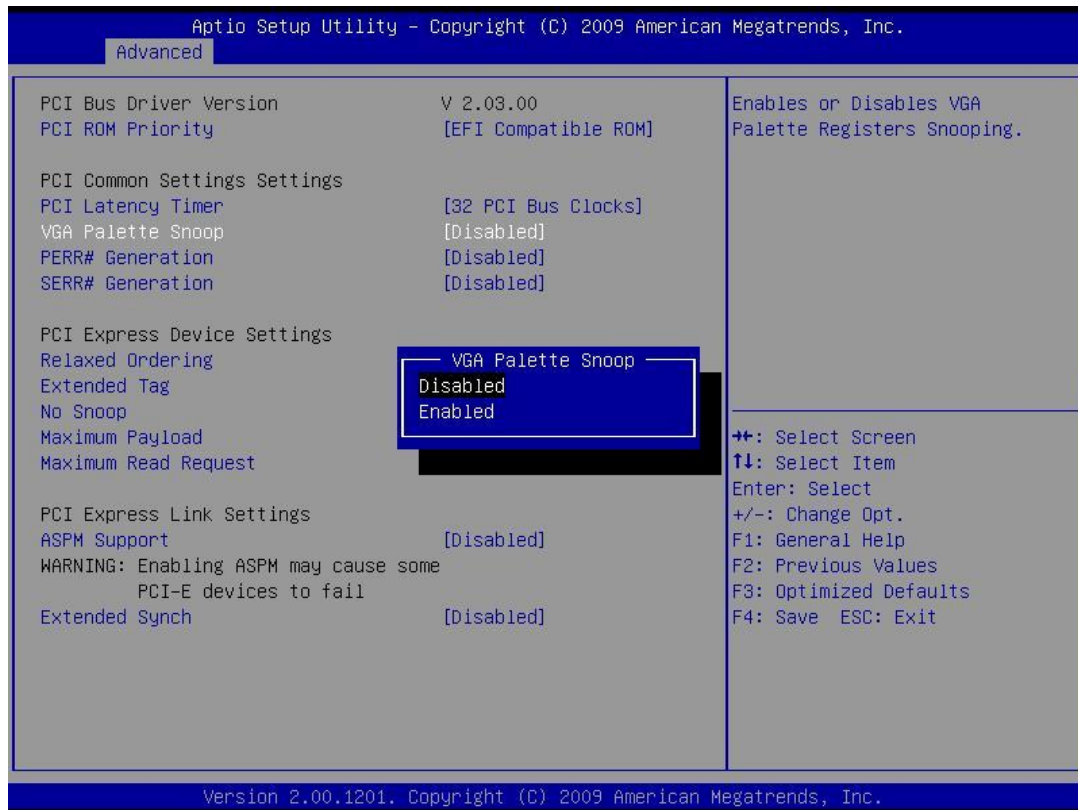 Aptio Setup Utility – Copyright (C) 2009 American Megatrends, Inc.
Advanced
PCI Bus Driver Version V 2.03.00
PCI ROM Priority [EFI Compatible ROM]
PCI Common Settings Settings
PCI Latency Timer [32 PCI Bus Clocks]
VGA Palette Snoop [Disabled]
PERR# Generation [Disabled]
SERR# Generation [Disabled]
PCI Express Device Settings
Relaxed Ordering
Extended Tag
No Snoop
Maximum Payload
Maximum Read Request
PCI Express Link Settings
ASPM Support [Disabled]
WARNING: Enabling ASPM may cause some
PCI-E devices to fail
Extended Synch [Disabled]
VGA Palette Snoop
Disabled
Enabled
Enables or Disables VGA
Palette Registers Snooping.
→←: Select Screen
↑↓: Select Item
Enter: Select
+/-: Change Opt.
F1: General Help
F2: Previous Values
F3: Optimized Defaults
F4: Save ESC: Exit
Version 2.00.1201. Copyright (C) 2009 American Megatrends, Inc.